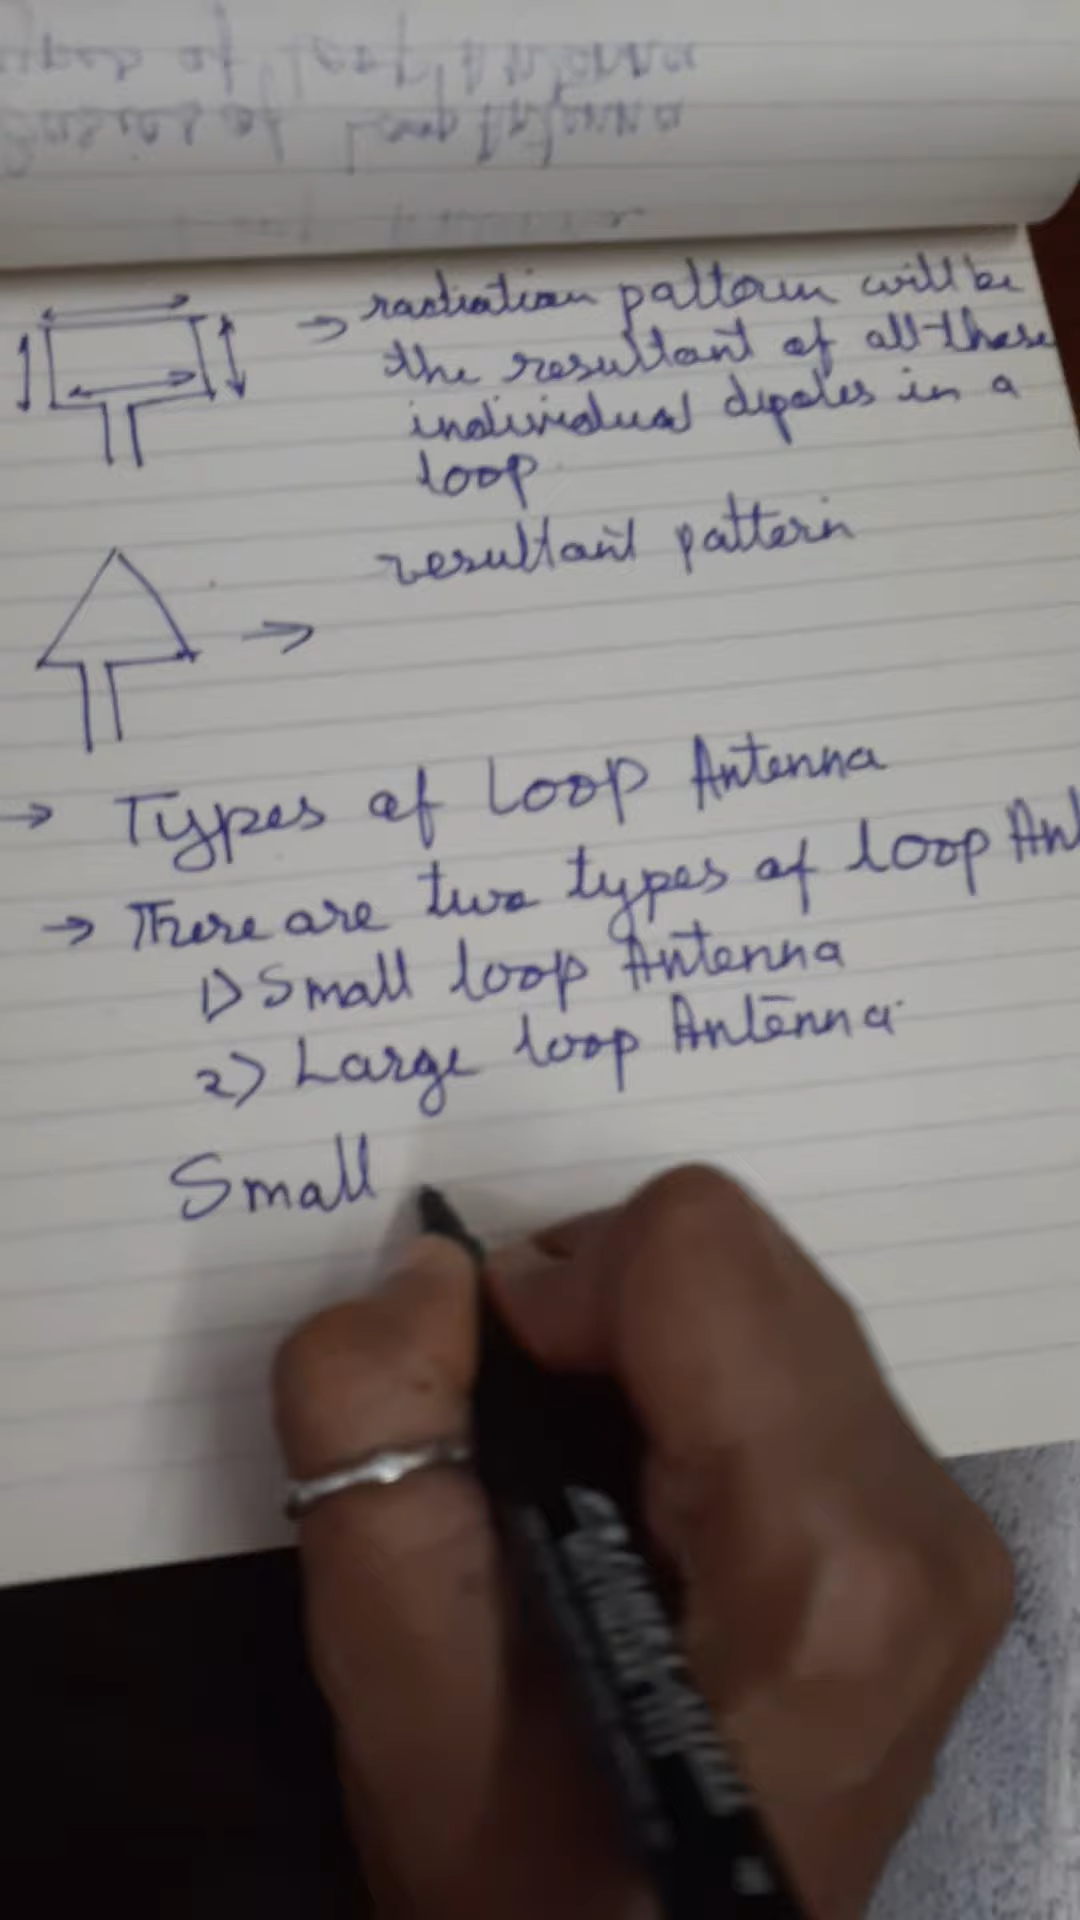 → radiation pattern will be
the resultant of all these
individual dipoles in a
loop
resultant pattern
→
→ Types of Loop Antenna
→ There are two types of loop Ant
1) Small loop Antenna
2) Large loop Antenna
Small